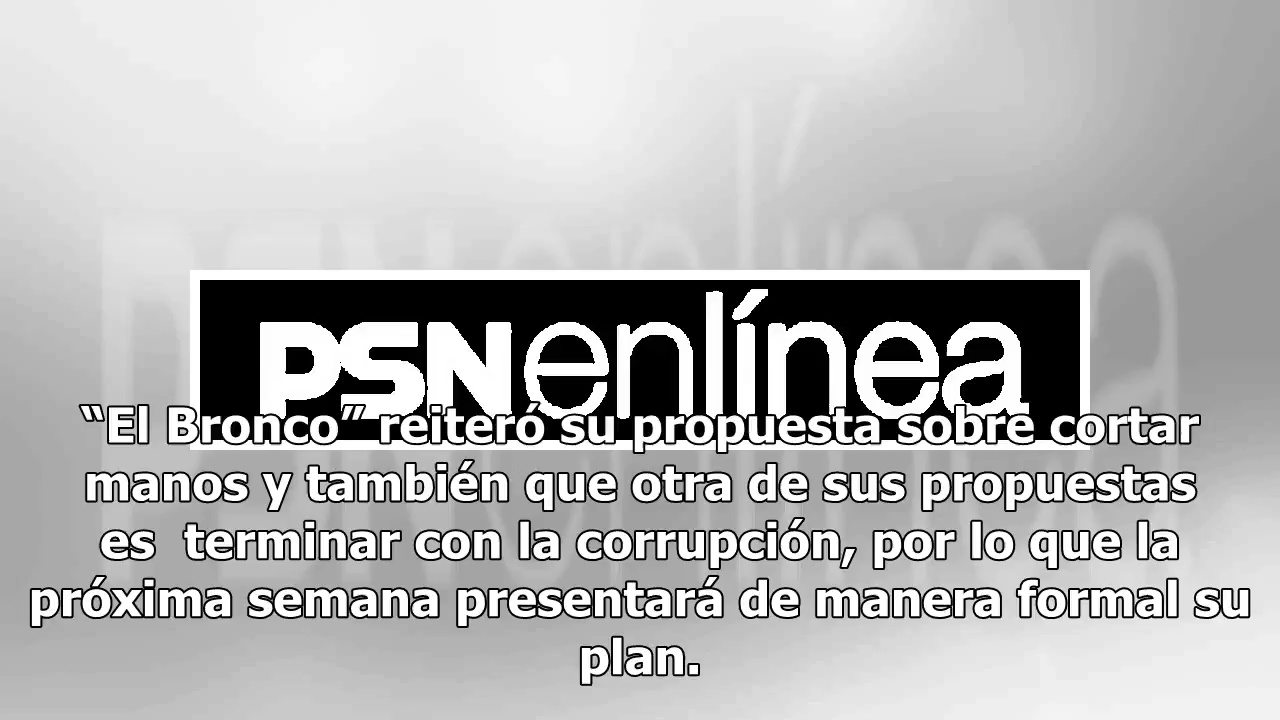 PSNenlínea
“El Bronco” reiteró su propuesta sobre cortar
manos y también que otra de sus propuestas
es  terminar con la corrupción, por lo que la
próxima semana presentará de manera formal su
plan.